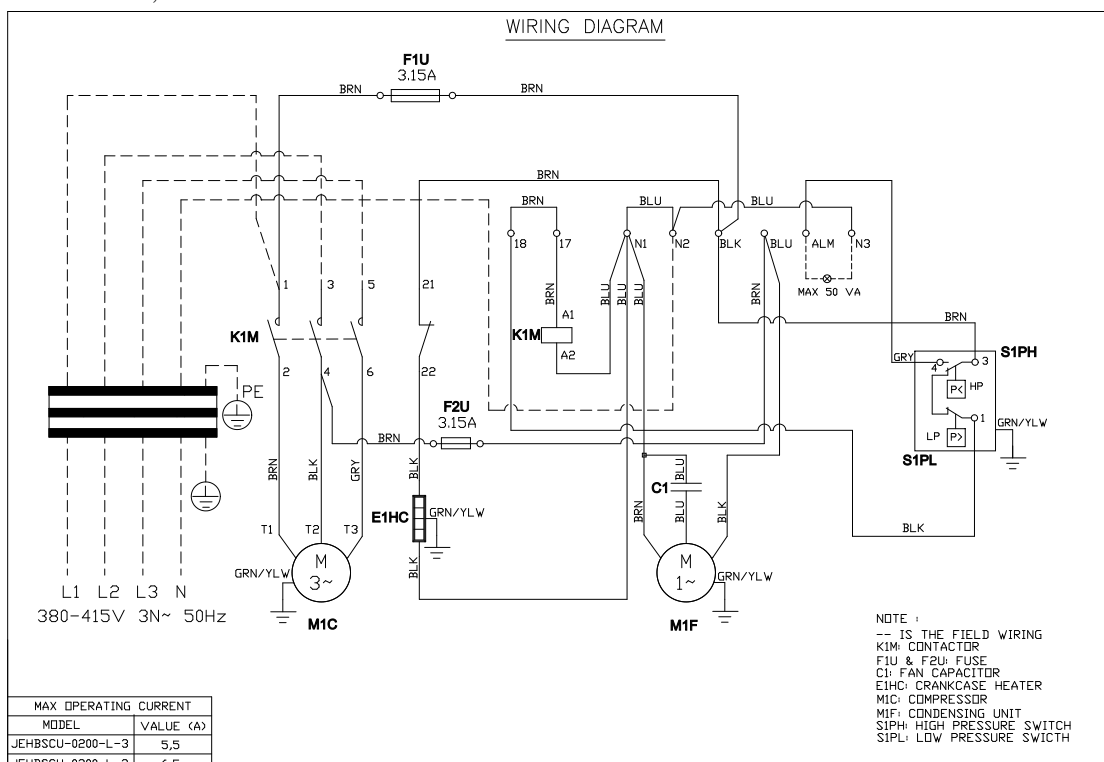 WIRING DIAGRAM
F1U
3.15A
BRN
BRN
BRN
BRN
BLU
BLU
18
17
N1
N2
BLK
BLU
ALM
N3
MAX 50 VA
1
3
5
21
BRN
BLU
BLU
BLU
BRN
BRN
A1
K1M
K1M
A2
2
4
6
22
GRY
S1PH
4
3
P<
HP
1
LP
P>
GRN/YLW
S1PL
PE
F2U
3.15A
BRN
BRN
BLK
GRY
BLK
BLU
C1
E1HC
GRN/YLW
BRN
BLU
BLK
BLK
T1
T2
T3
BLK
M
3~
GRN/YLW
M
1~
GRN/YLW
L1 L2 L3 N
380-415V 3N~ 50Hz
M1C
M1F
NOTE :
-- IS THE FIELD WIRING
K1M: CONTACTOR
F1U & F2U: FUSE
C1: FAN CAPACITOR
E1HC: CRANKCASE HEATER
M1C: COMPRESSOR
M1F: CONDENSING UNIT
S1PH: HIGH PRESSURE SWITCH
S1PL: LOW PRESSURE SWICTH
MAX OPERATING CURRENT
MODEL VALUE (A)
JEHBSCU-0200-L-3 5,5